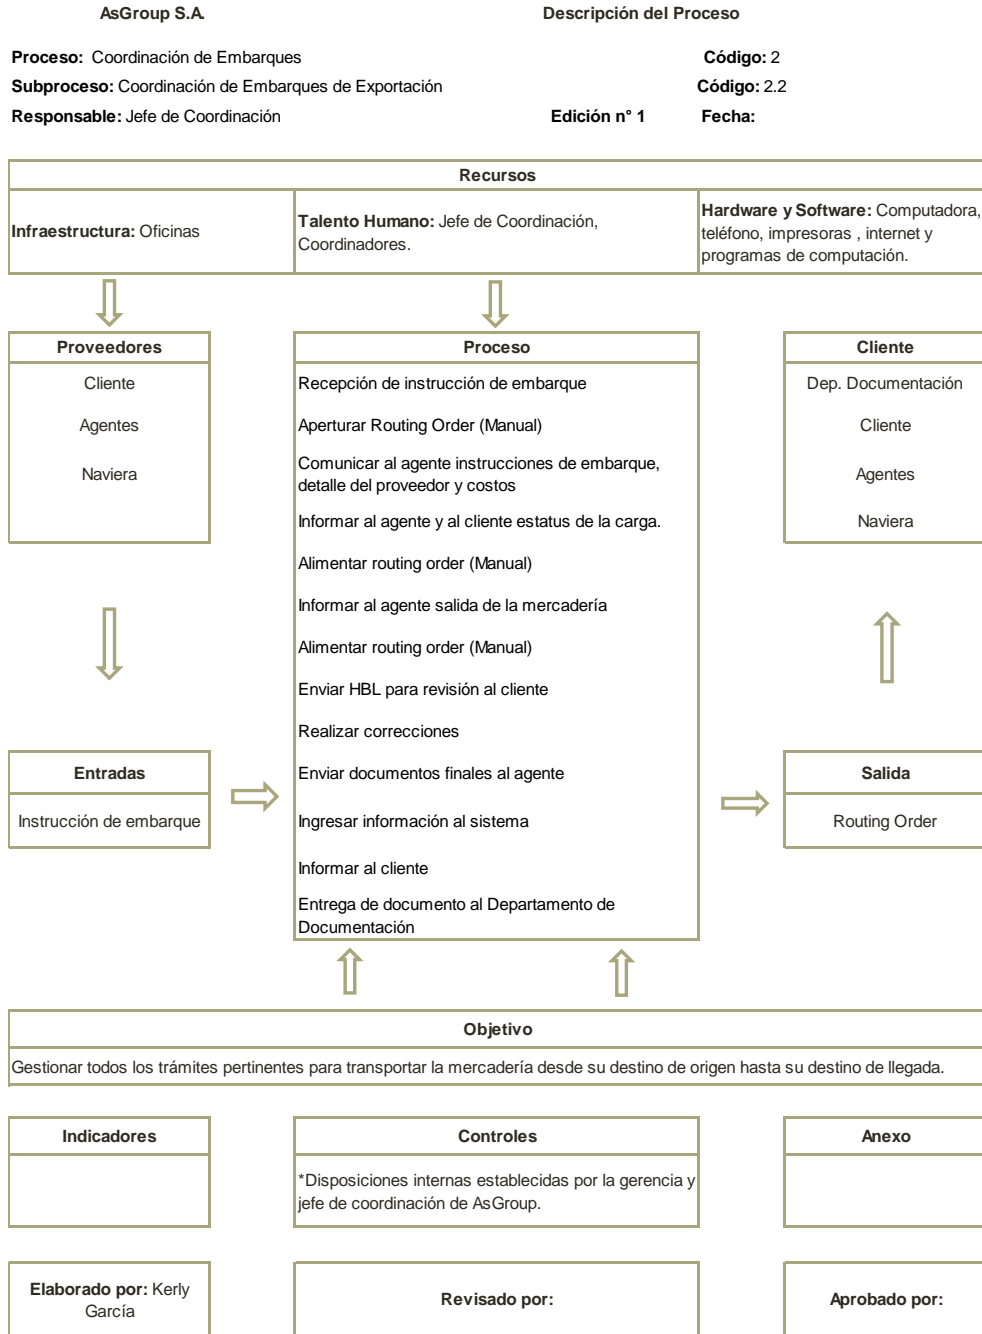 AsGroup S.A.
Descripción del Proceso
Proceso: Coordinación de Embarques
Código: 2
Subproceso: Coordinación de Embarques de Exportación
Código: 2.2
Responsable: Jefe de Coordinación
Edición n° 1
Fecha:
Recursos
Infraestructura: Oficinas
Talento Humano: Jefe de Coordinación,
Coordinadores.
Hardware y Software: Computadora,
teléfono, impresoras , internet y
programas de computación.
Proveedores
Cliente
Agentes
Naviera
Proceso
Recepción de instrucción de embarque
Aperturar Routing Order (Manual)
Comunicar al agente instrucciones de embarque,
detalle del proveedor y costos
Informar al agente y al cliente estatus de la carga.
Alimentar routing order (Manual)
Informar al agente salida de la mercadería
Alimentar routing order (Manual)
Enviar HBL para revisión al cliente
Realizar correcciones
Enviar documentos finales al agente
Ingresar información al sistema
Informar al cliente
Entrega de documento al Departamento de
Documentación
Cliente
Dep. Documentación
Cliente
Agentes
Naviera
Entradas
Instrucción de embarque
Salida
Routing Order
Objetivo
Gestionar todos los trámites pertinentes para transportar la mercadería desde su destino de origen hasta su destino de llegada.
Indicadores
Controles
*Disposiciones internas establecidas por la gerencia y
jefe de coordinación de AsGroup.
Anexo
Elaborado por: Kerly
García
Revisado por:
Aprobado por: